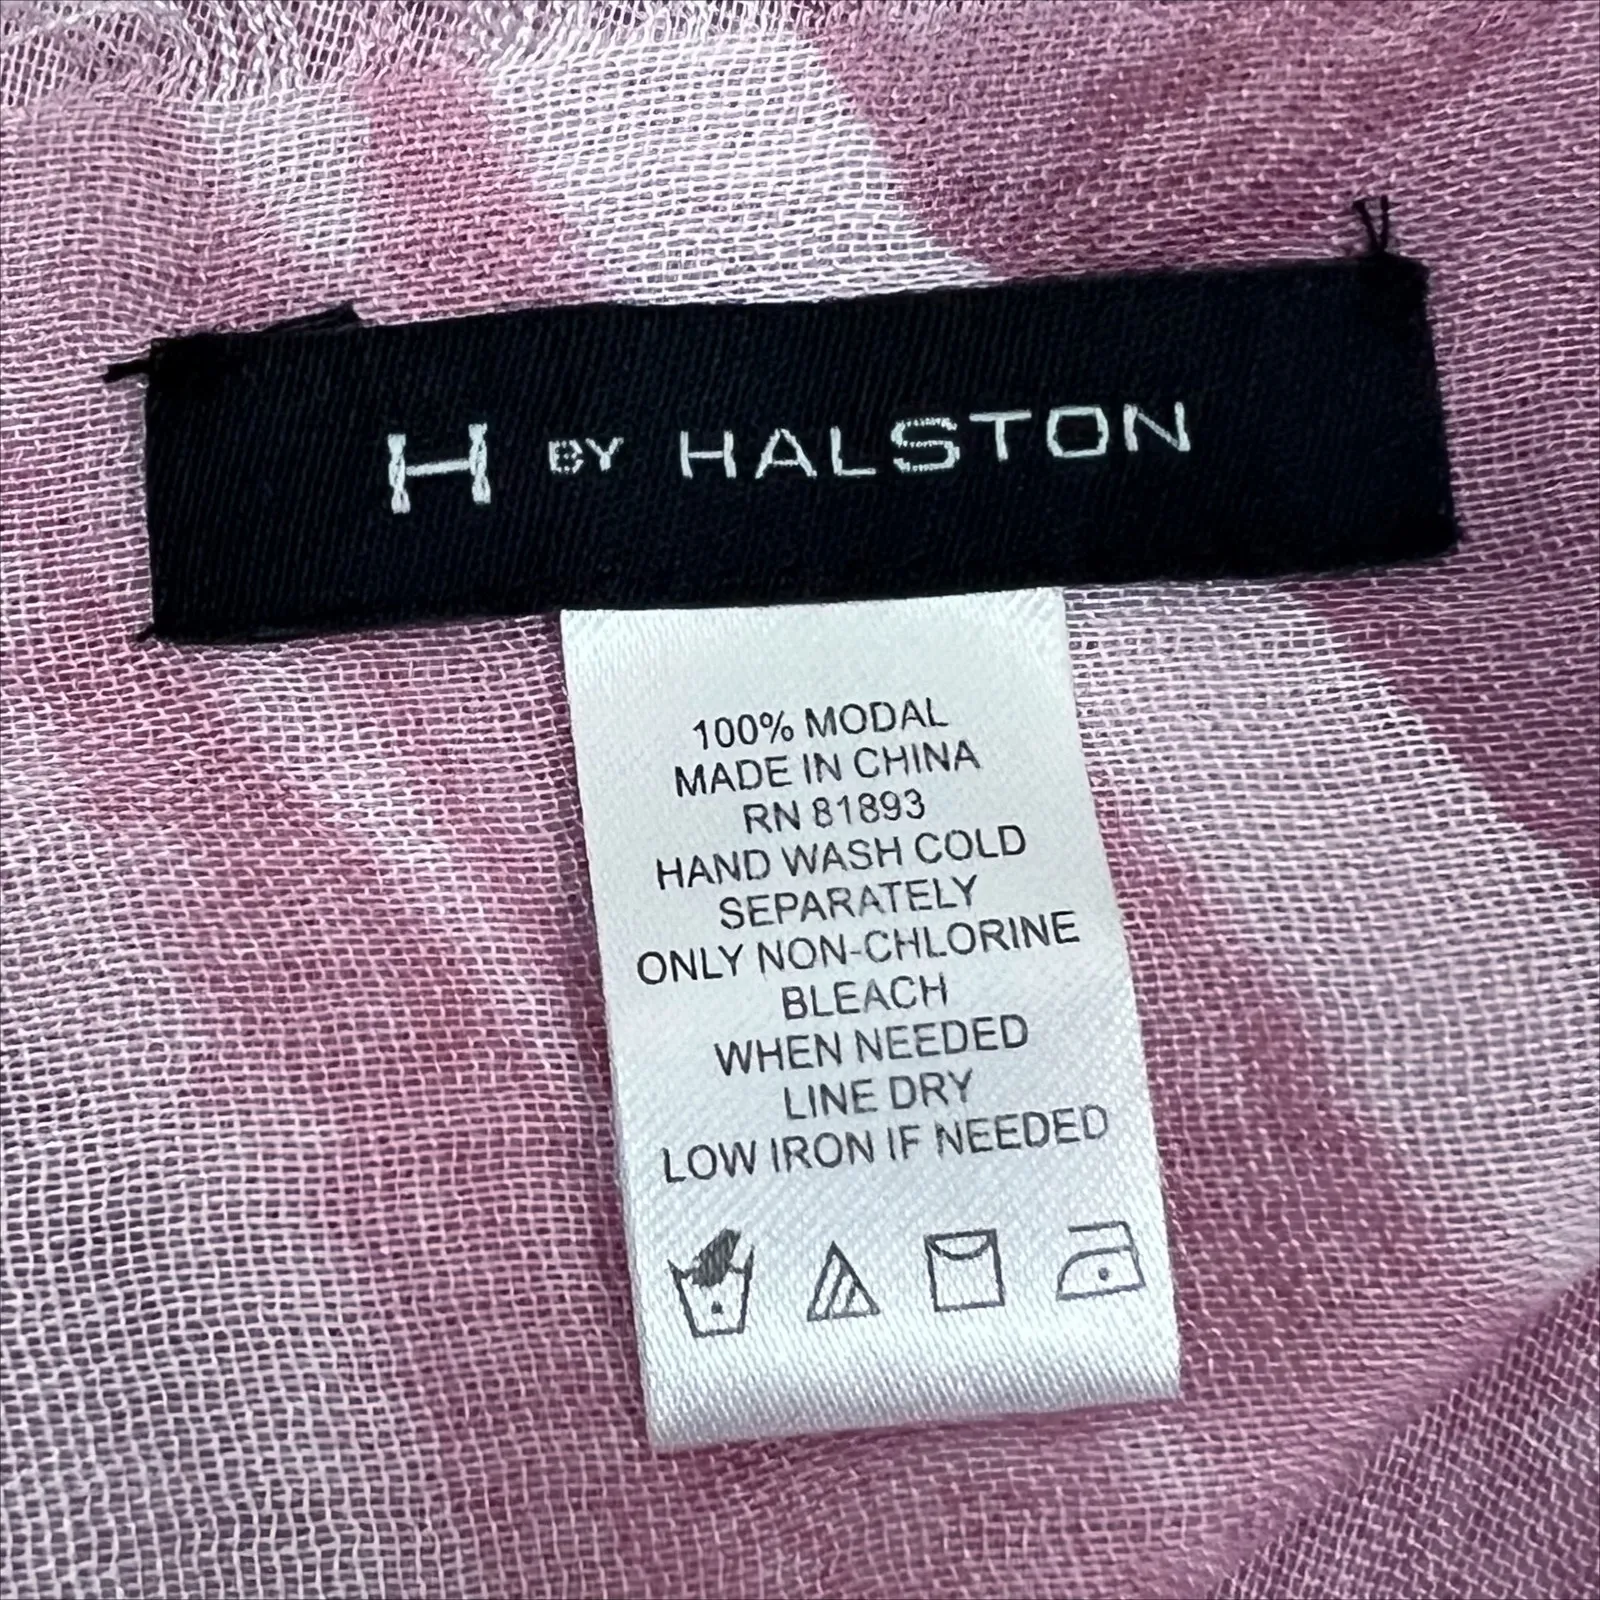 H BY HALSTON
100% MODAL
MADE IN CHINA
RN 81893
HAND WASH COLD
SEPARATELY
ONLY NON-CHLORINE
BLEACH
WHEN NEEDED
LINE DRY
LOW IRON IF NEEDED